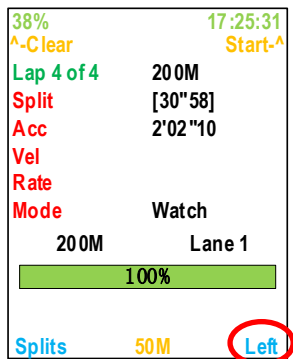 38% 17:25:31
^-Clear Start-^
Lap 4 of 4 200M
Split [30"58]
Acc 2'02"10
Vel
Rate
Mode Watch
200M Lane 1
100%
Splits 50M Left